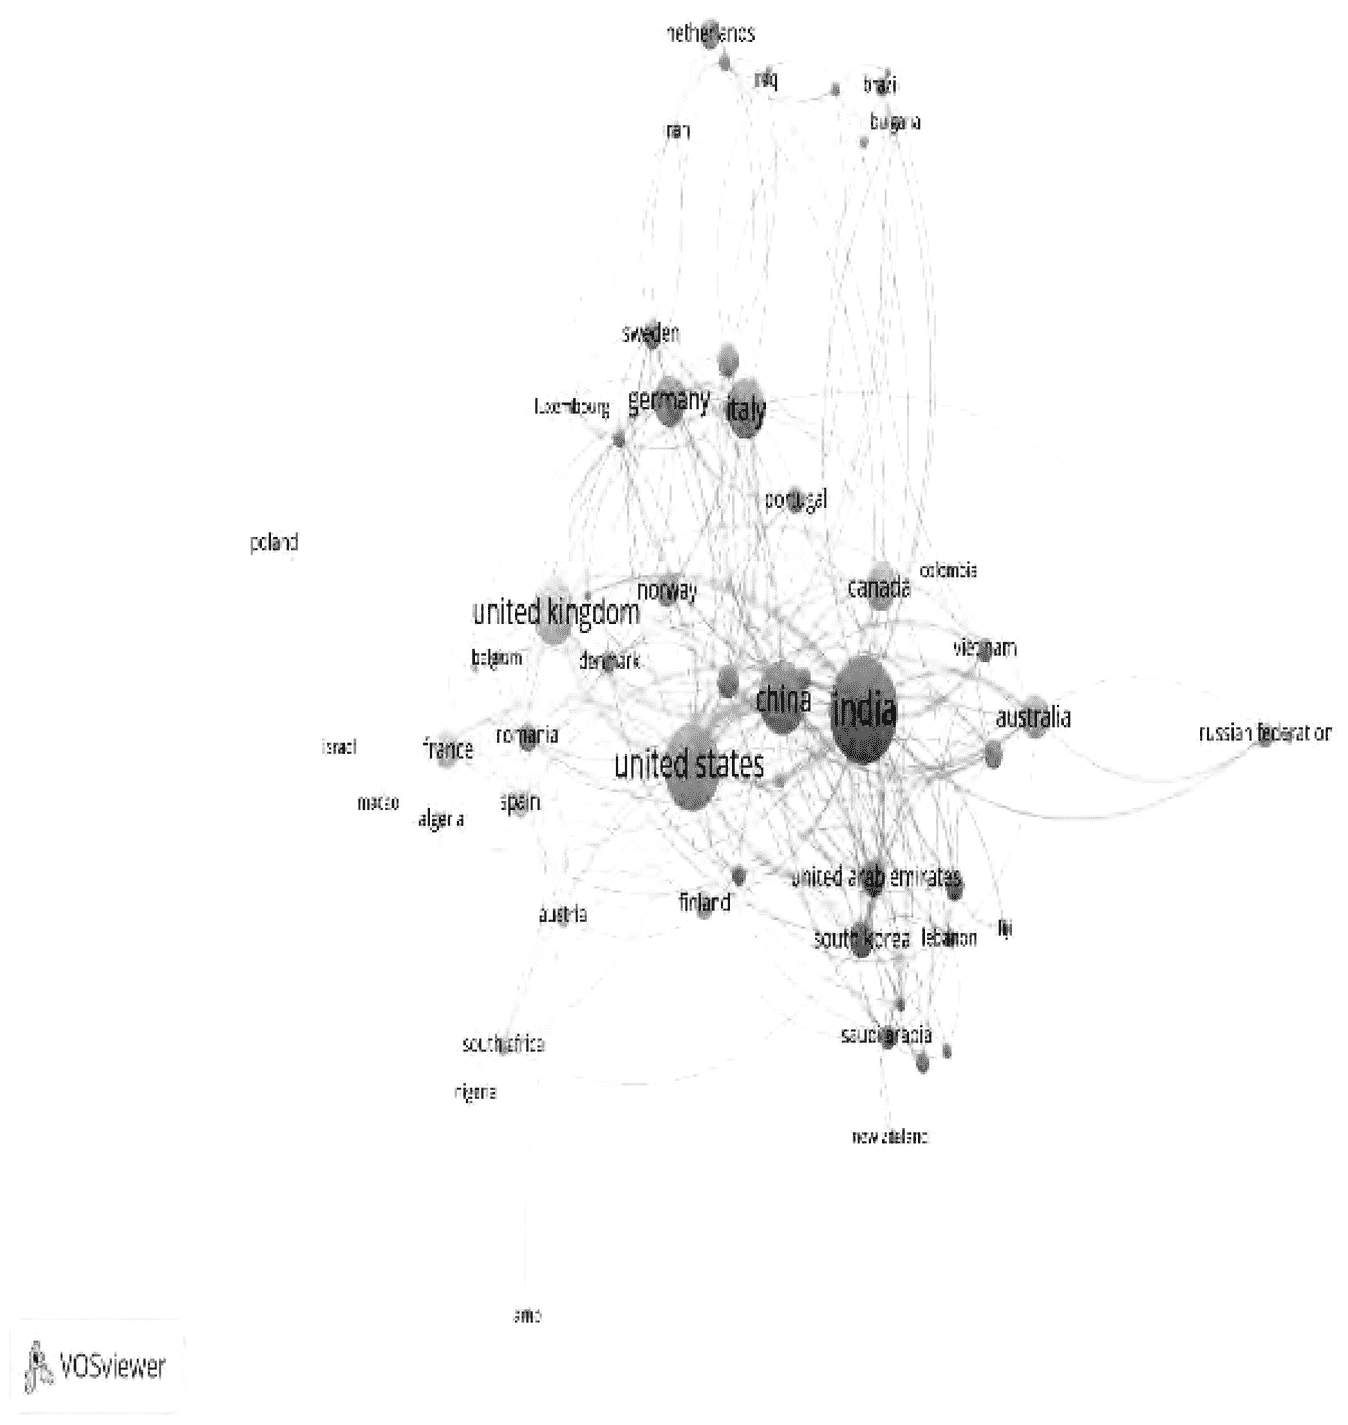 netherlands
iraq
brazil
bulgaria
iran
sweden
germany
italy
luxembourg
portugal
poland
colombia
norway
canada
united kingdom
vietnam
belgium
denmark
china
india
australia
russian federation
romania
france
israel
united states
spain
macao
algeria
united arab emirates
finland
austria
fiji
south korea
lebanon
saudi arabia
south africa
nigeria
new zealand
VOSviewer